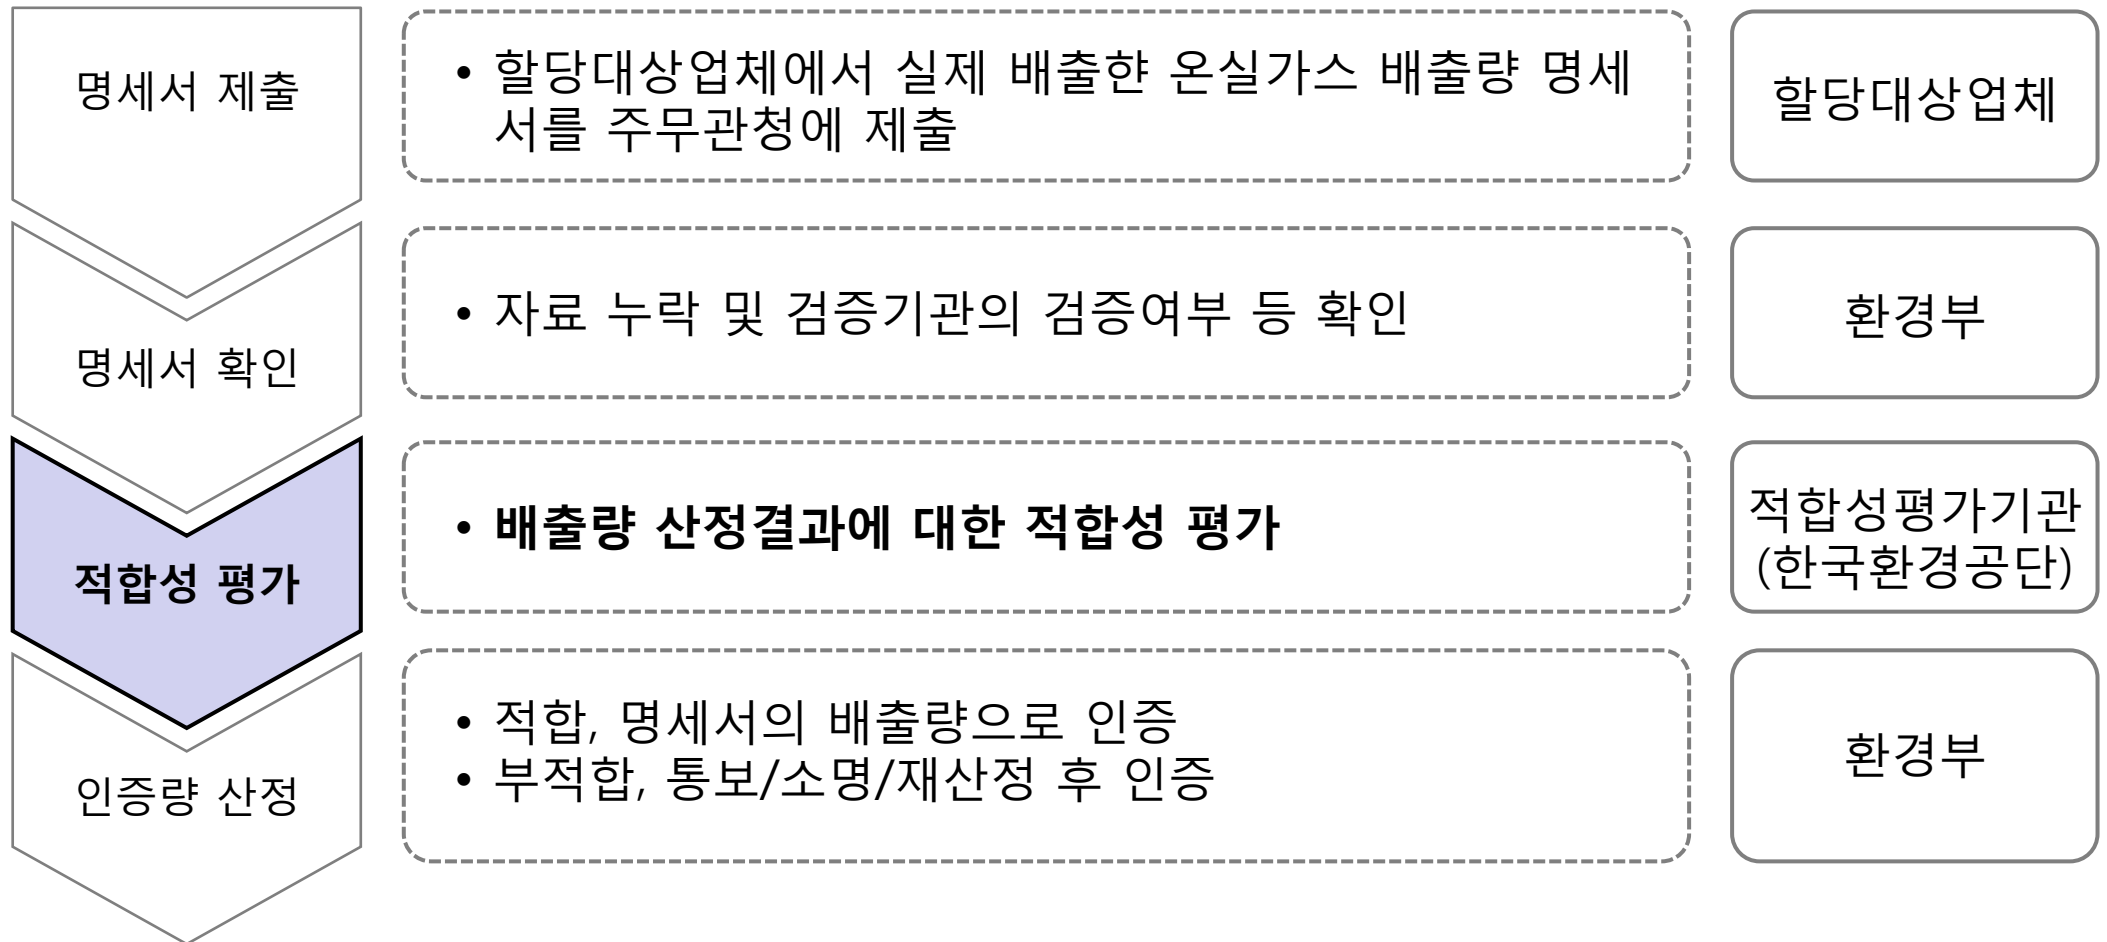 명세서 제출
• 할당대상업체에서 실제 배출햔 온실가스 배출량 명세
서를 주무관청에 제출
할당대상업체
명세서 확인
• 자료 누락 및 검증기관의 검증여부 등 확인
환경부
적합성 평가
• 배출량 산정결과에 대한 적합성 평가
적합성평가기관
(한국환경공단)
인증량 산정
• 적합, 명세서의 배출량으로 인증
• 부적합, 통보/소명/재산정 후 인증
환경부